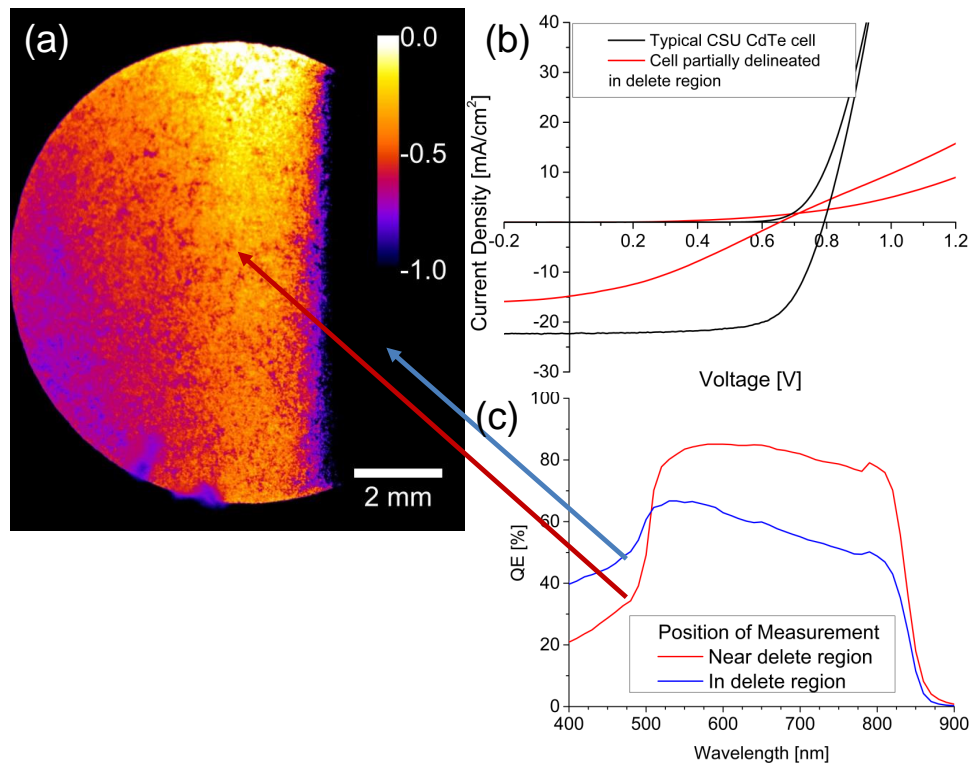 (a)
0.0
-0.5
-1.0
2 mm
(b)
Current Density [mA/cm²]
40
30
20
10
0
-10
-20
-30
Typical CSU CdTe cell
Cell partially delineated
in delete region
-0.2 0.2 0.4 0.6 0.8 1.0 1.2
Voltage [V]
(c)
QE [%]
100
80
60
40
20
0
Position of Measurement
Near delete region
In delete region
400 500 600 700 800 900
Wavelength [nm]